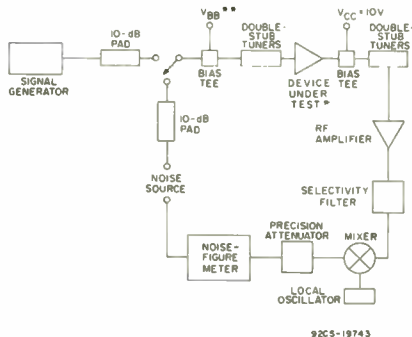 10-dB
PAD
SIGNAL
GENERATOR
VBB **
BIAS
TEE
DOUBLE-
STUB
TUNERS
DEVICE
UNDER
TEST*
VCC=10V
BIAS
TEE
DOUBLE-
STUB
TUNERS
10-dB
PAD
NOISE
SOURCE
RF
AMPLIFIER
SELECTIVITY
FILTER
NOISE-
FIGURE
METER
PRECISION
ATTENUATOR
MIXER
LOCAL
OSCILLATOR
92CS-19743